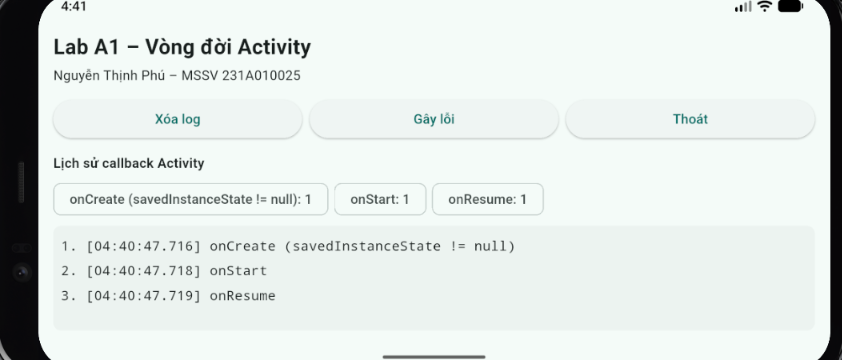 4:41
Lab A1 – Vòng đời Activity
Nguyễn Thịnh Phú – MSSV 231A010025
Xóa log
Gây lỗi
Thoát
Lịch sử callback Activity
onCreate (savedInstanceState != null): 1
onStart: 1
onResume: 1
1. [04:40:47.716] onCreate (savedInstanceState != null)
2. [04:40:47.718] onStart
3. [04:40:47.719] onResume